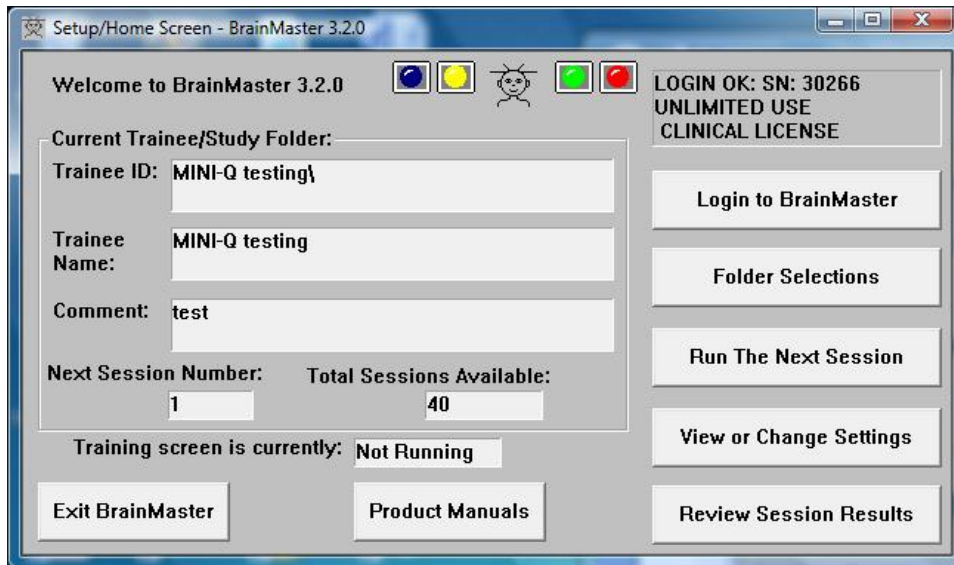 Setup/Home Screen - BrainMaster 3.2.0
Welcome to BrainMaster 3.2.0
LOGIN OK: SN: 30266
UNLIMITED USE
CLINICAL LICENSE
Current Trainee/Study Folder:
Trainee ID: MINI-Q testing\
Trainee Name: MINI-Q testing
Comment: test
Next Session Number: 1
Total Sessions Available: 40
Training screen is currently: Not Running
Exit BrainMaster
Product Manuals
Login to BrainMaster
Folder Selections
Run The Next Session
View or Change Settings
Review Session Results